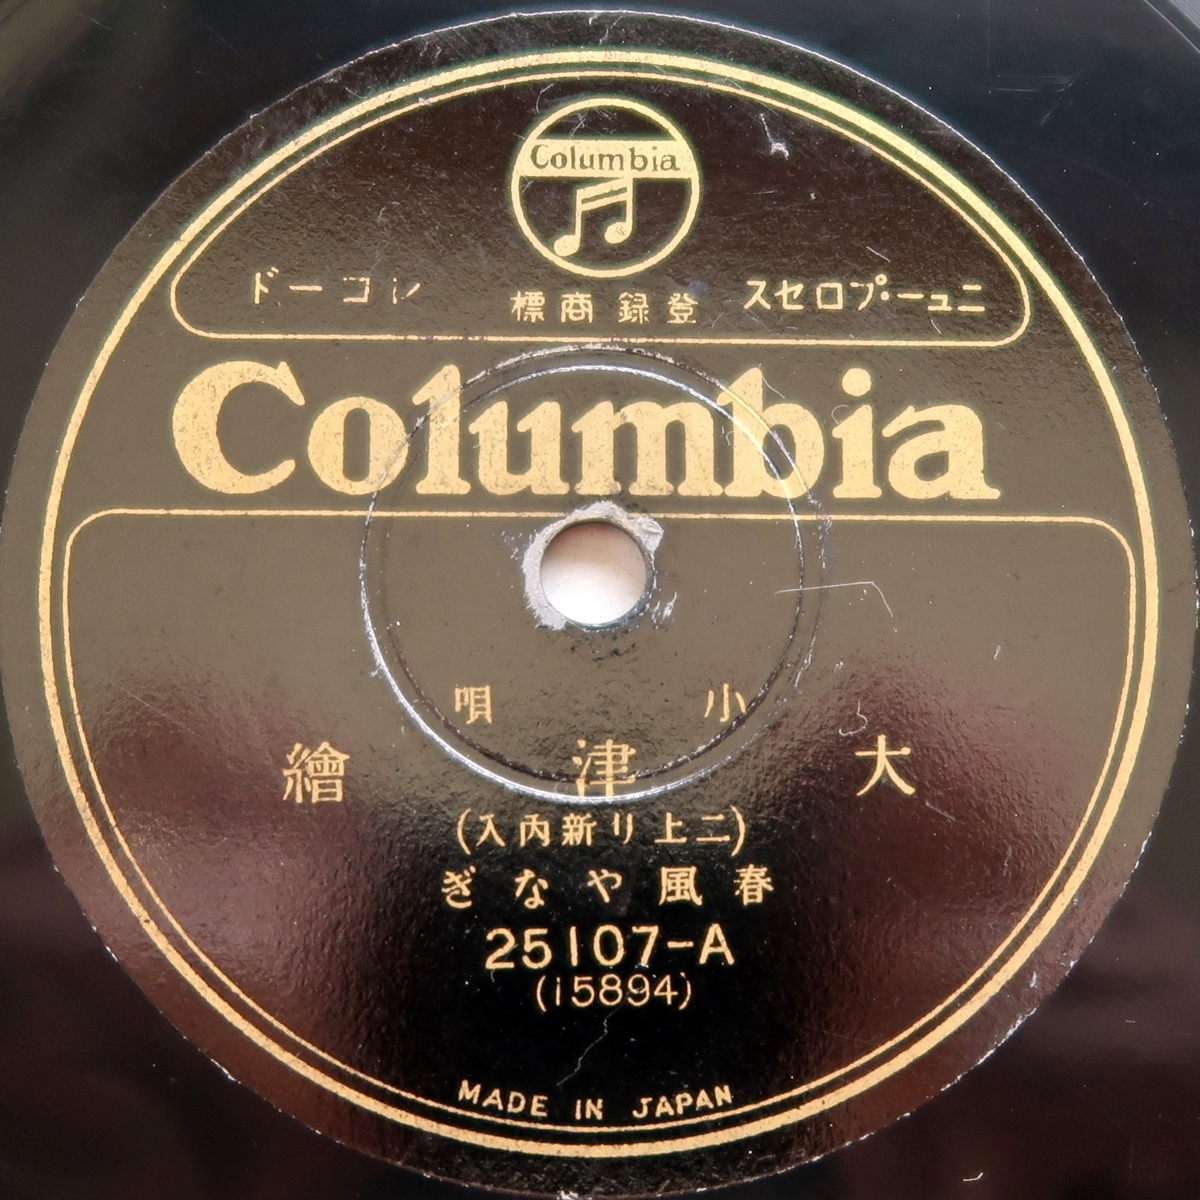 Columbia
ニュー・プロセス 登録商標 レコード
Columbia
小唄
大津繪
(二上リ新内入)
春風やなぎ
25107-A
(15894)
MADE IN JAPAN